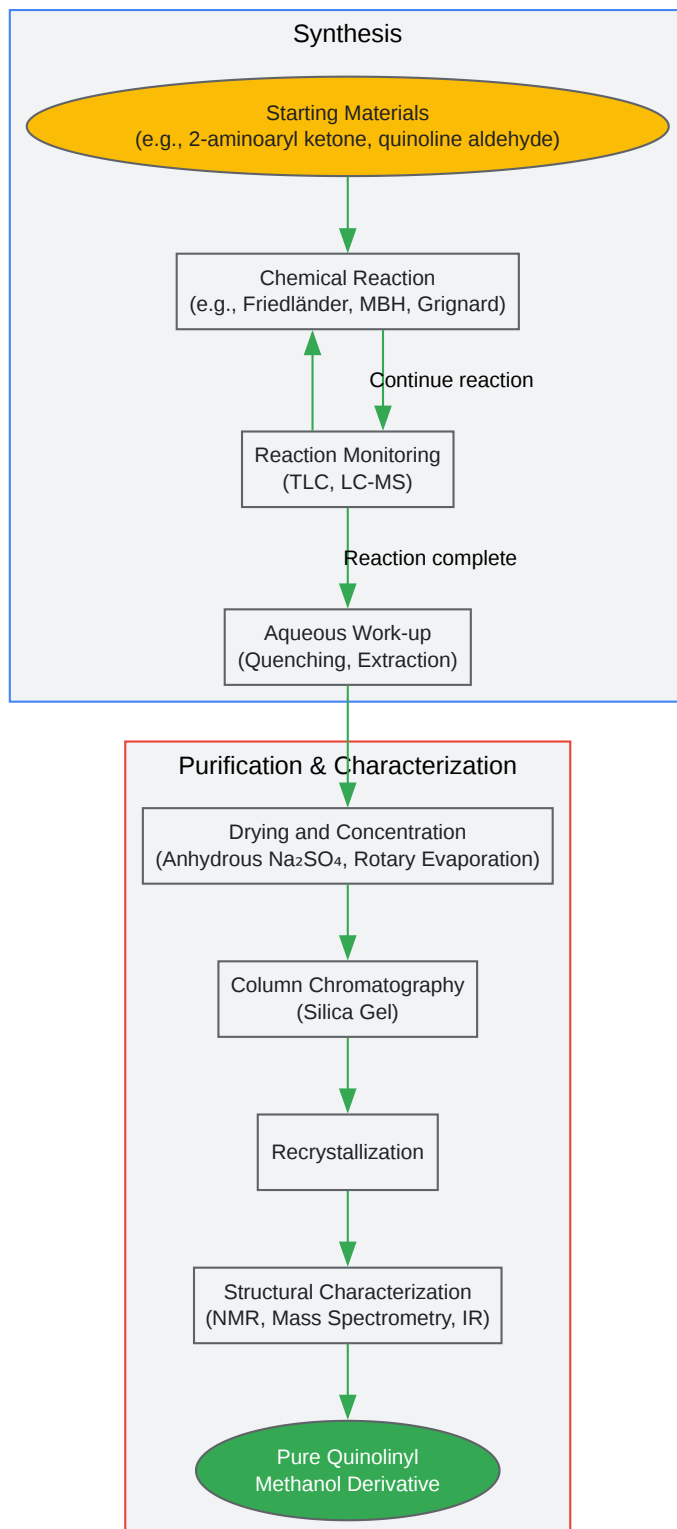 Synthesis
Starting Materials
(e.g., 2-aminoaryl ketone, quinoline aldehyde)
Chemical Reaction
(e.g., Friedländer, MBH, Grignard)
Continue reaction
Reaction Monitoring
(TLC, LC-MS)
Reaction complete
Aqueous Work-up
(Quenching, Extraction)
Purification & Characterization
Drying and Concentration
(Anhydrous Na₂SO₄, Rotary Evaporation)
Column Chromatography
(Silica Gel)
Recrystallization
Structural Characterization
(NMR, Mass Spectrometry, IR)
Pure Quinolinyl
Methanol Derivative